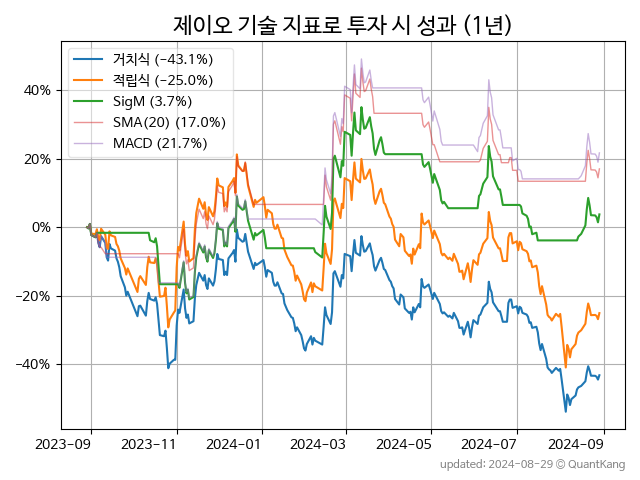 제이오 기술 지표로 투자 시 성과 (1년)
거치식 (−43.1%)
적립식 (−25.0%)
SigM (3.7%)
SMA(20) (17.0%)
MACD (21.7%)
40%
20%
0%
−20%
−40%
2023-09 2023-11 2024-01 2024-03 2024-05 2024-07 2024-09
updated: 2024-08-29 © QuantKang